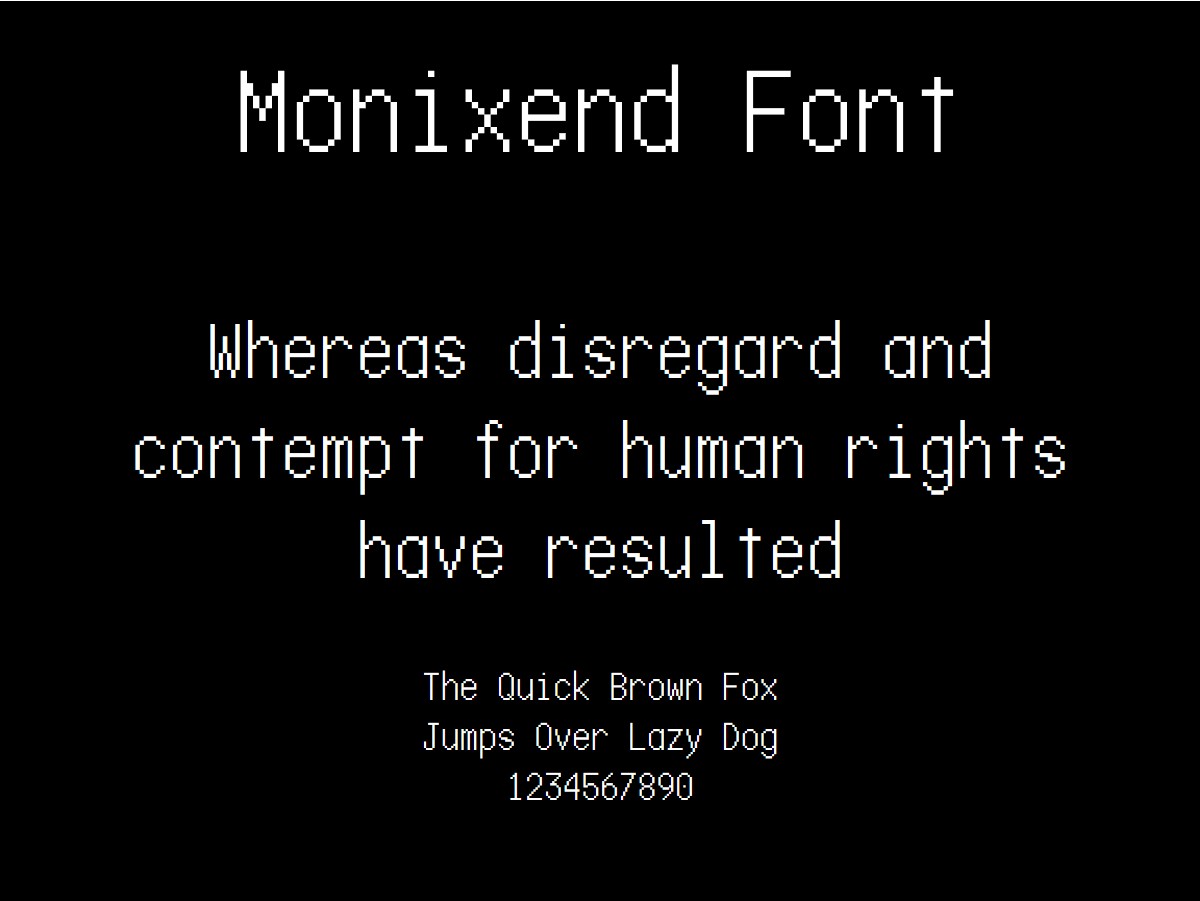 Monixend Font
Whereas disregard and
contempt for human rights
have resulted
The Quick Brown Fox
Jumps Over Lazy Dog
1234567890